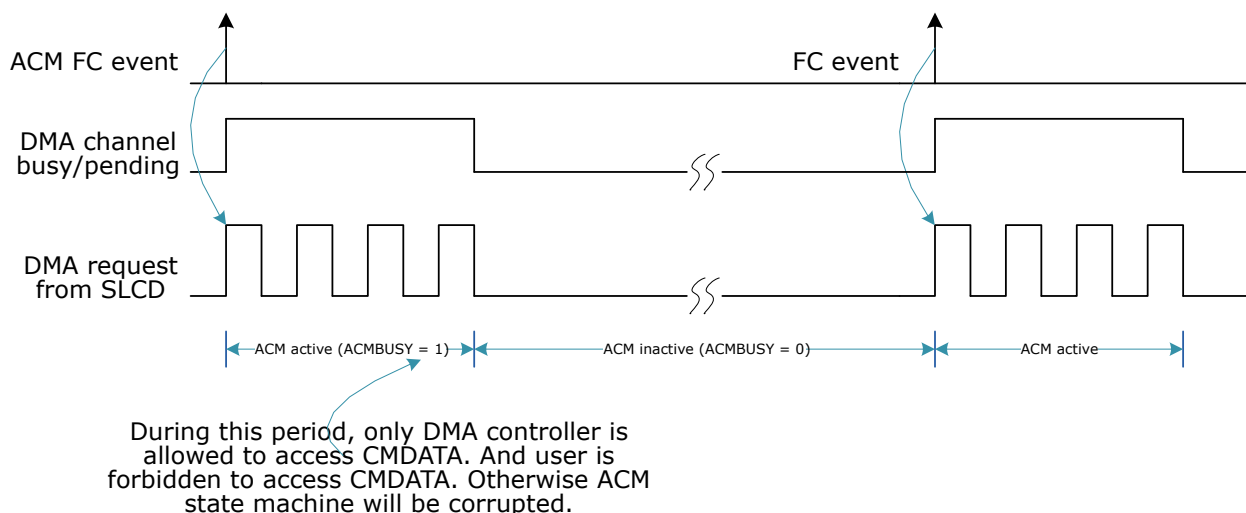 ACM FC event
FC event
DMA channel
busy/pending
DMA request
from SLCD
ACM active (ACMBUSY = 1)
ACM inactive (ACMBUSY = 0)
ACM active
During this period, only DMA controller is
allowed to access CMDATA. And user is
forbidden to access CMDATA. Otherwise ACM
state machine will be corrupted.